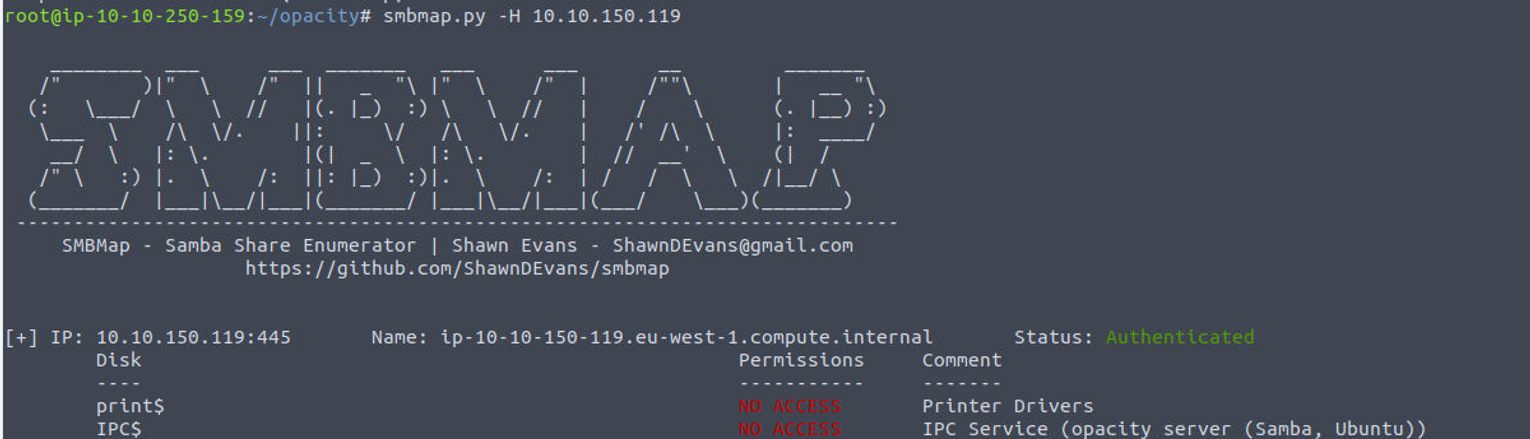 root@ip-10-10-250-159:~/opacity# smbmap.py -H 10.10.150.119
SMBMap - Samba Share Enumerator | Shawn Evans - ShawnDEvans@gmail.com
https://github.com/ShawnDEvans/smbmap
[+] IP: 10.10.150.119:445 Name: ip-10-10-150-119.eu-west-1.compute.internal Status: Authenticated
Disk Permissions Comment
---- ----------- -------
print$ NO ACCESS Printer Drivers
IPC$ NO ACCESS IPC Service (opacity server (Samba, Ubuntu))